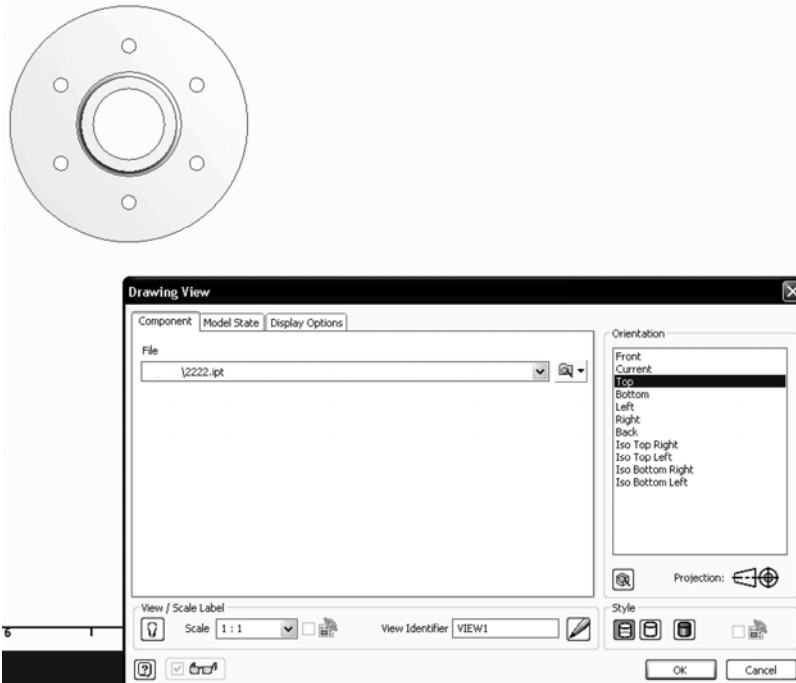 Drawing View
Component Model State Display Options
File
\2222.ipt
Orientation
Front
Current
Top
Bottom
Left
Right
Back
Iso Top Right
Iso Top Left
Iso Bottom Right
Iso Bottom Left
Projection:
View / Scale Label
Scale 1 : 1 View Identifier VIEW1
Style
6
OK Cancel